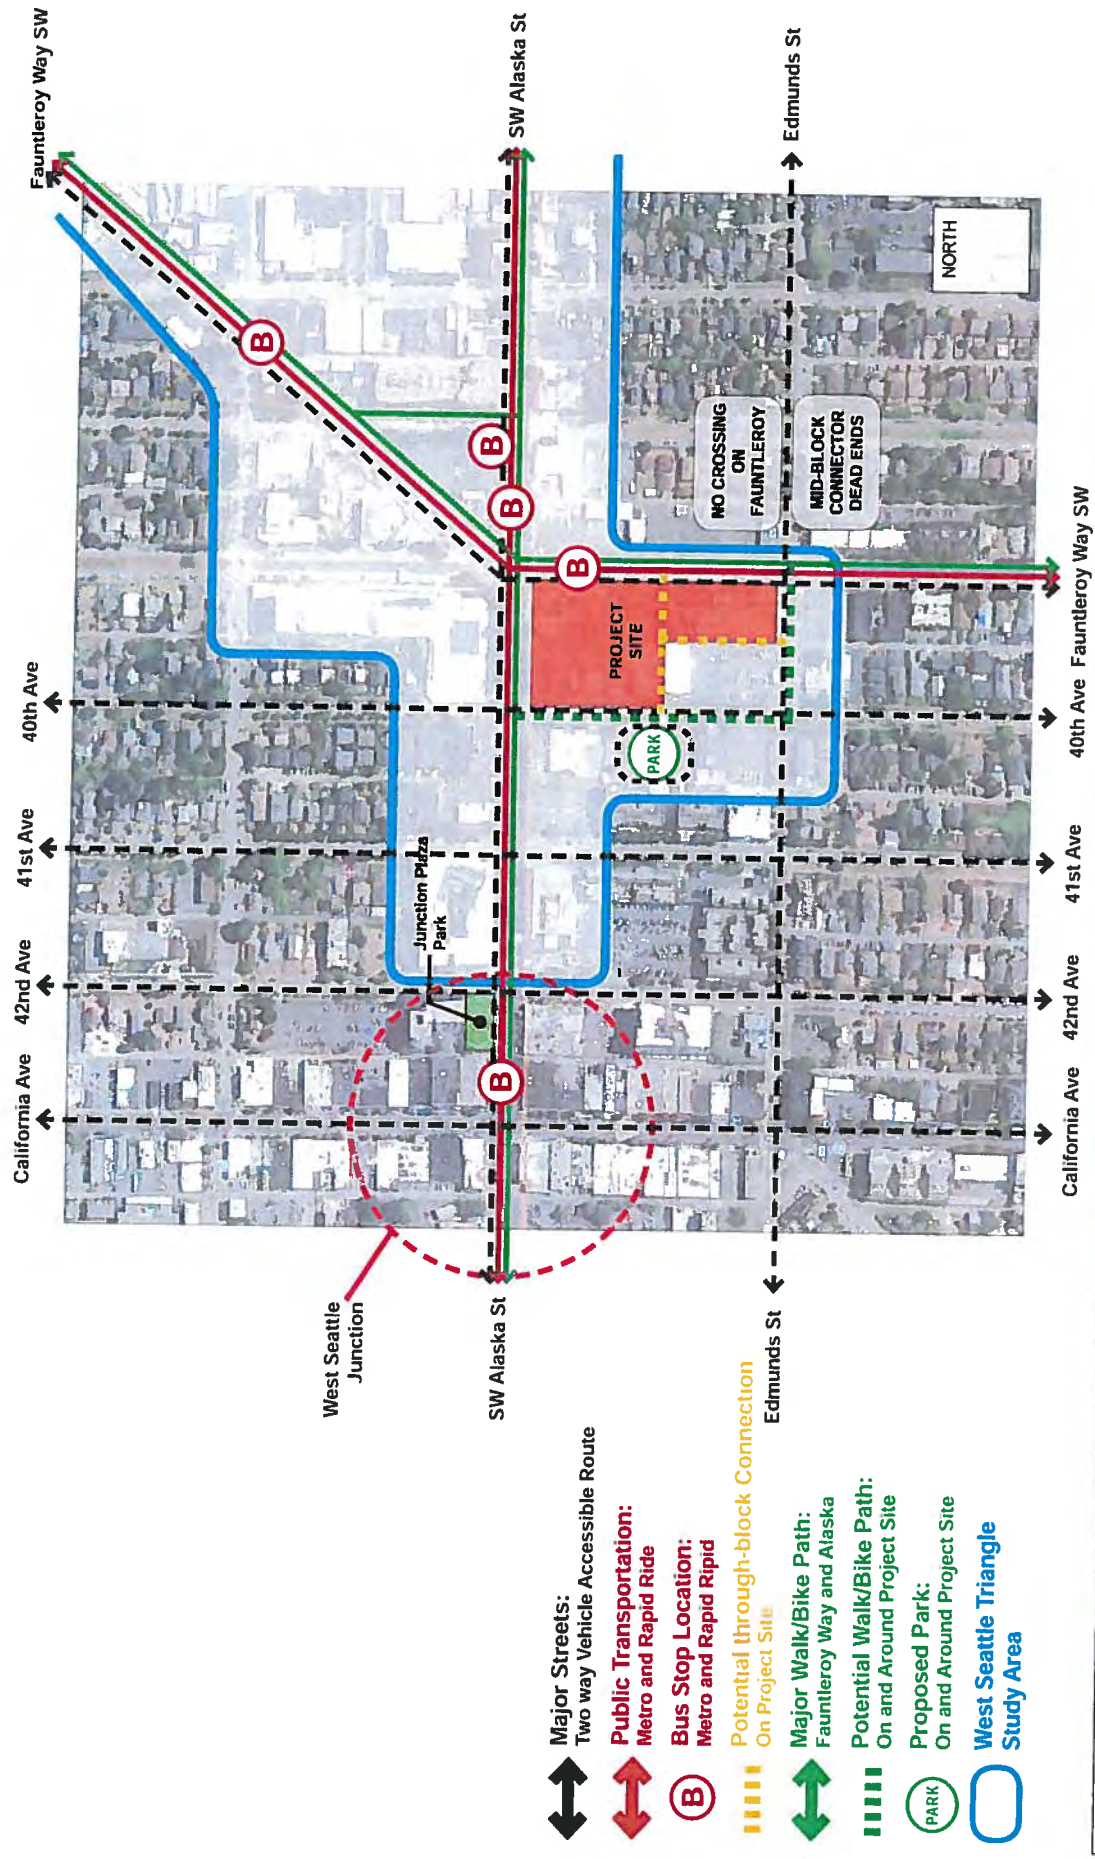 California Ave
42nd Ave
41st Ave
40th Ave
Fauntleroy Way SW
West Seattle
Junction
Junction Plaza
Park
B
B
B
B
B
SW Alaska St
SW Alaska St
PROJECT
SITE
PARK
NO CROSSING
ON
FAUNTLEROY
MID-BLOCK
CONNECTOR
DEAD ENDS
NORTH
Edmunds St
Edmunds St
California Ave
42nd Ave
41st Ave
40th Ave
Fauntleroy Way SW
Major Streets:
Two way Vehicle Accessible Route
Public Transportation:
Metro and Rapid Ride
B
Bus Stop Location:
Metro and Rapid Ripid
Potential through-block Connection
On Project Site
Major Walk/Bike Path:
Fauntleroy Way and Alaska
Potential Walk/Bike Path:
On and Around Project Site
PARK
Proposed Park:
On and Around Project Site
West Seattle Triangle
Study Area